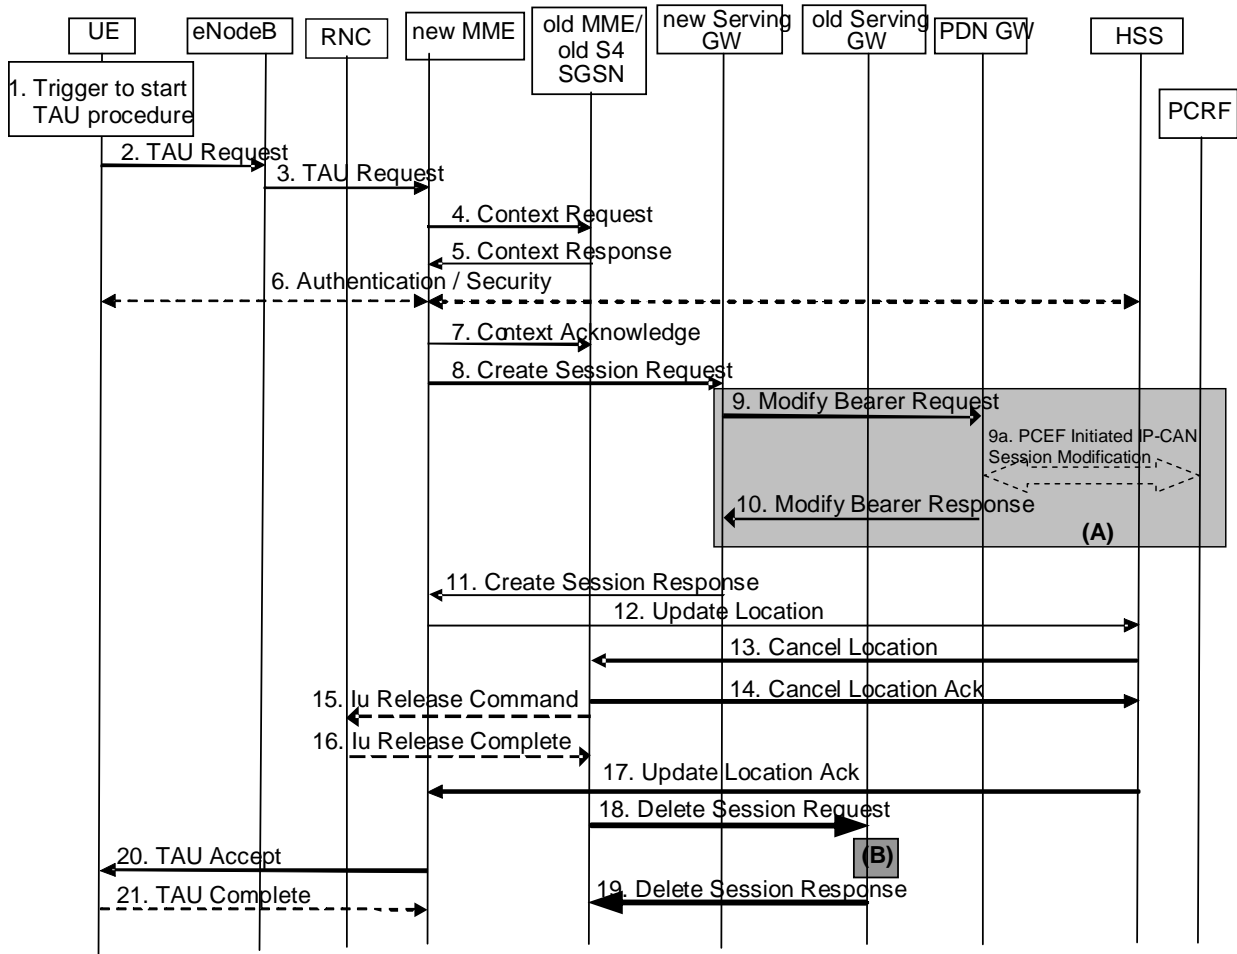 UE
eNodeB
RNC
new MME
old MME/
old S4
SGSN
new Serving
GW
old Serving
GW
PDN GW
HSS
PCRF
1. Trigger to start
TAU procedure
2. TAU Request
3. TAU Request
4. Context Request
5. Context Response
6. Authentication / Security
7. Context Acknowledge
8. Create Session Request
9. Modify Bearer Request
9a. PCEF Initiated IP-CAN
Session Modification
10. Modify Bearer Response
(A)
11. Create Session Response
12. Update Location
13. Cancel Location
14. Cancel Location Ack
15. Iu Release Command
16. Iu Release Complete
17. Update Location Ack
18. Delete Session Request
(B)
20. TAU Accept
19. Delete Session Response
21. TAU Complete